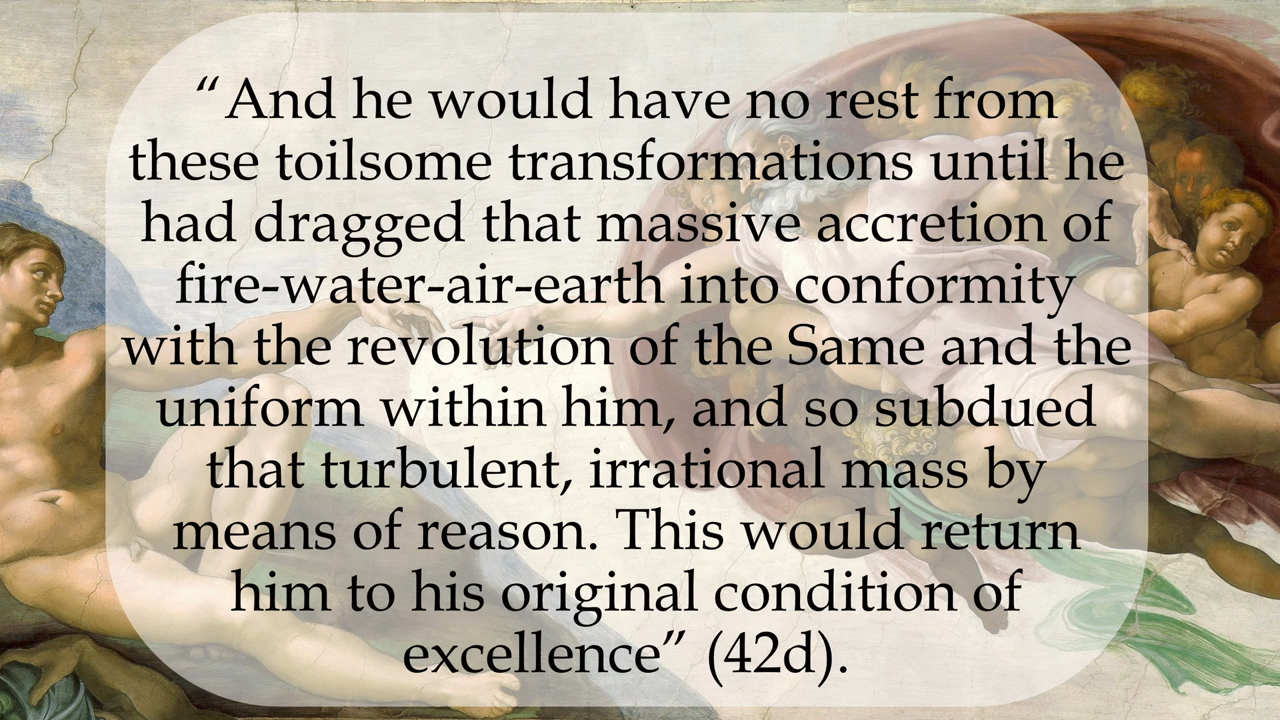 “And he would have no rest from
these toilsome transformations until he
had dragged that massive accretion of
fire-water-air-earth into conformity
with the revolution of the Same and the
uniform within him, and so subdued
that turbulent, irrational mass by
means of reason. This would return
him to his original condition of
excellence” (42d).